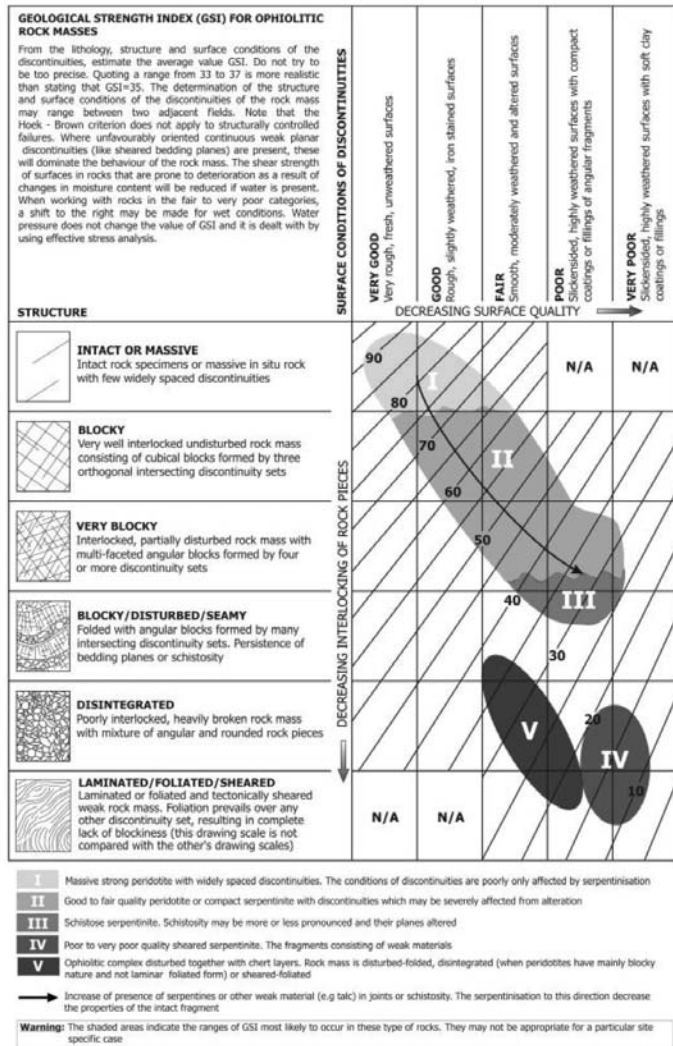 GEOLOGICAL STRENGTH INDEX (GSI) FOR OPHIOLITIC
ROCK MASSES
From the lithology, structure and surface conditions of the
discontinuities, estimate the average value GSI. Do not try to
be too precise. Quoting a range from 33 to 37 is more realistic
than stating that GSI=35. The determination of the structure
and surface conditions of the discontinuities of the rock mass
may range between two adjacent fields. Note that the
Hoek - Brown criterion does not apply to structurally controlled
failures. Where unfavourably oriented continuous weak planar
discontinuities (like sheared bedding planes) are present, these
will dominate the behaviour of the rock mass. The shear strength
of surfaces in rocks that are prone to deterioration as a result of
changes in moisture content will be reduced if water is present.
When working with rocks in the fair to very poor categories,
a shift to the right may be made for wet conditions. Water
pressure does not change the value of GSI and it is dealt with by
using effective stress analysis.
STRUCTURE
SURFACE CONDITIONS OF DISCONTINUITIES
VERY GOOD
Very rough, fresh, unweathered surfaces
GOOD
Rough, slightly weathered, iron stained surfaces
FAIR
Smooth, moderately weathered and altered surfaces
POOR
Slickensided, highly weathered surfaces with compact
coatings or fillings of angular fragments
VERY POOR
Slickensided, highly weathered surfaces with soft clay
coatings or fillings
DECREASING SURFACE QUALITY
DECREASING INTERLOCKING OF ROCK PIECES
INTACT OR MASSIVE
Intact rock specimens or massive in situ rock
with few widely spaced discontinuities
90
I
N/A
N/A
80
BLOCKY
Very well interlocked undisturbed rock mass
consisting of cubical blocks formed by three
orthogonal intersecting discontinuity sets
70
II
60
VERY BLOCKY
Interlocked, partially disturbed rock mass with
multi-faceted angular blocks formed by four
or more discontinuity sets
50
40
III
BLOCKY/DISTURBED/SEAMY
Folded with angular blocks formed by many
intersecting discontinuity sets. Persistence of
bedding planes or schistosity
30
DISINTEGRATED
Poorly interlocked, heavily broken rock mass
with mixture of angular and rounded rock pieces
20
V
IV
LAMINATED/FOLIATED/SHEARED
Laminated or foliated and tectonically sheared
weak rock mass. Foliation prevails over any
other discontinuity set, resulting in complete
lack of blockiness (this drawing scale is not
compared with the other's drawing scales)
N/A
N/A
10
I Massive strong peridotite with widely spaced discontinuities. The conditions of discontinuities are poorly only affected by serpentinisation
II Good to fair quality peridotite or compact serpentinite with discontinuities which may be severely affected from alteration
III Schistose serpentinite. Schistosity may be more or less pronounced and their planes altered
IV Poor to very poor quality sheared serpentinite. The fragments consisting of weak materials
V Ophiolitic complex disturbed together with chert layers. Rock mass is disturbed-folded, disintegrated (when peridotites have mainly blocky
nature and not laminar foliated form) or sheared-foliated
Increase of presence of serpentines or other weak material (e.g talc) in joints or schistosity. The serpentinisation to this direction decrease
the properties of the intact fragment
Warning: The shaded areas indicate the ranges of GSI most likely to occur in these type of rocks. They may not be appropriate for a particular site
specific case